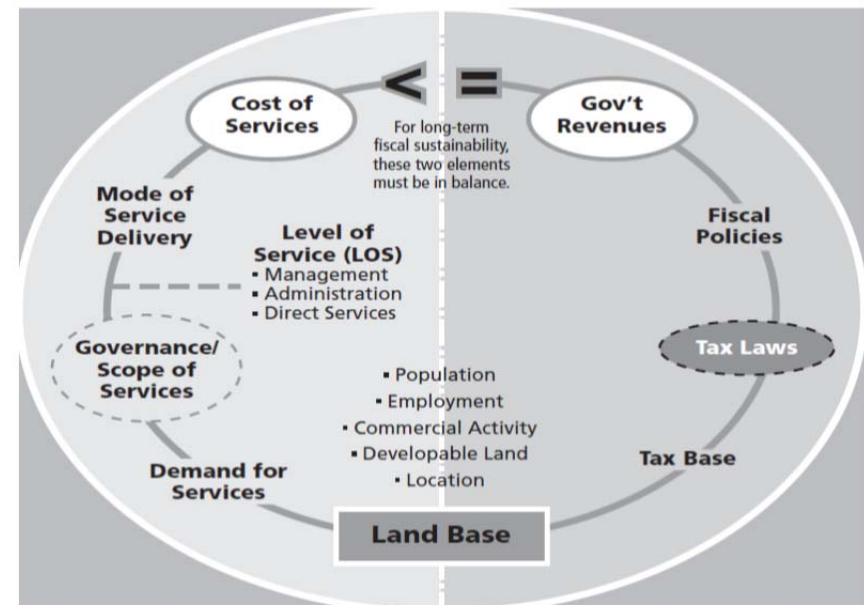 < =
Cost of
Services
Gov't
Revenues
For long-term
fiscal sustainability,
these two elements
must be in balance.
Mode of
Service
Delivery
Fiscal
Policies
Level of
Service (LOS)
▪ Management
▪ Administration
▪ Direct Services
Governance/
Scope of
Services
Tax Laws
▪ Population
▪ Employment
▪ Commercial Activity
▪ Developable Land
▪ Location
Demand for
Services
Tax Base
Land Base